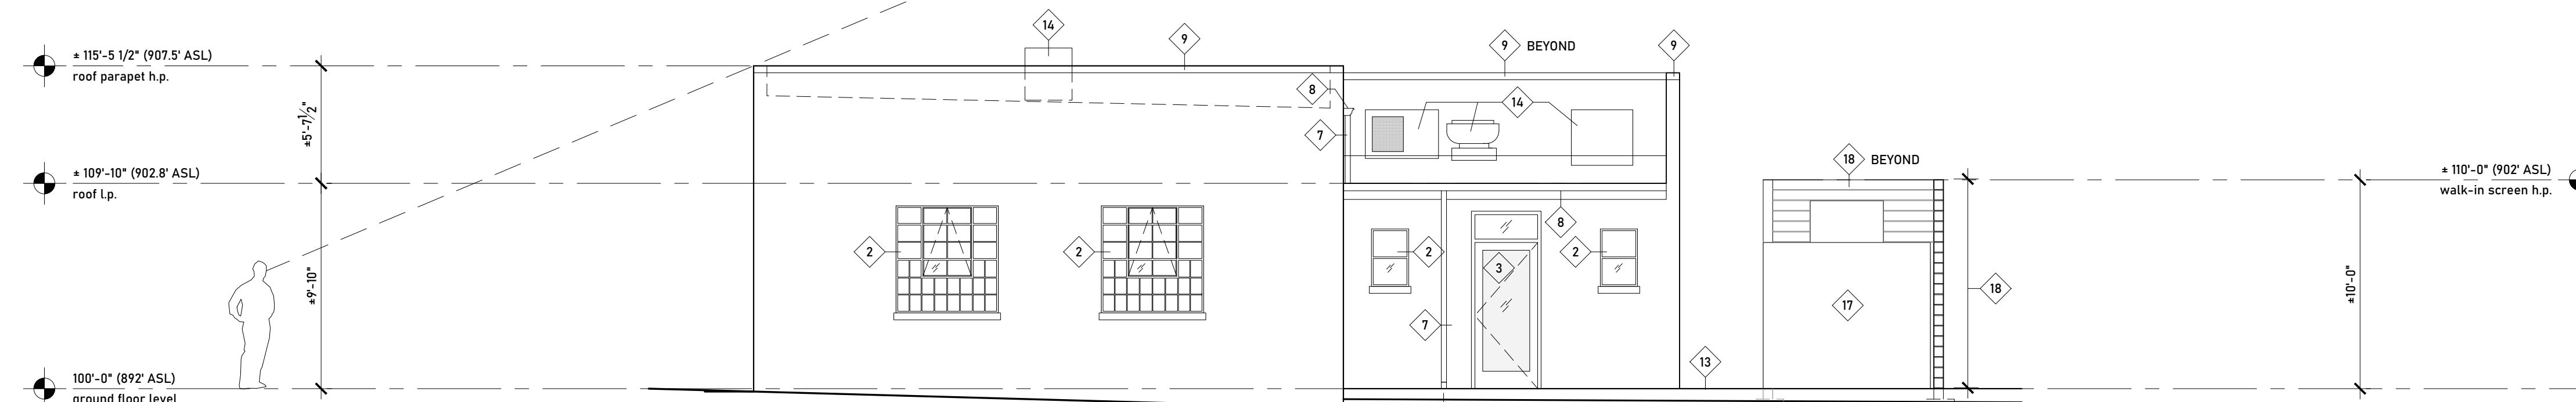 14
9
9 BEYOND
9
± 115'-5 1/2" (907.5' ASL)
roof parapet h.p.
8
14
±5'-7 1/2"
7
18 BEYOND
± 109'-10" (902.8' ASL)
roof l.p.
± 110'-0" (902' ASL)
walk-in screen h.p.
8
2
2
2
2
3
±9'-10"
±10'-0"
18
17
7
13
100'-0" (892' ASL)
ground floor level